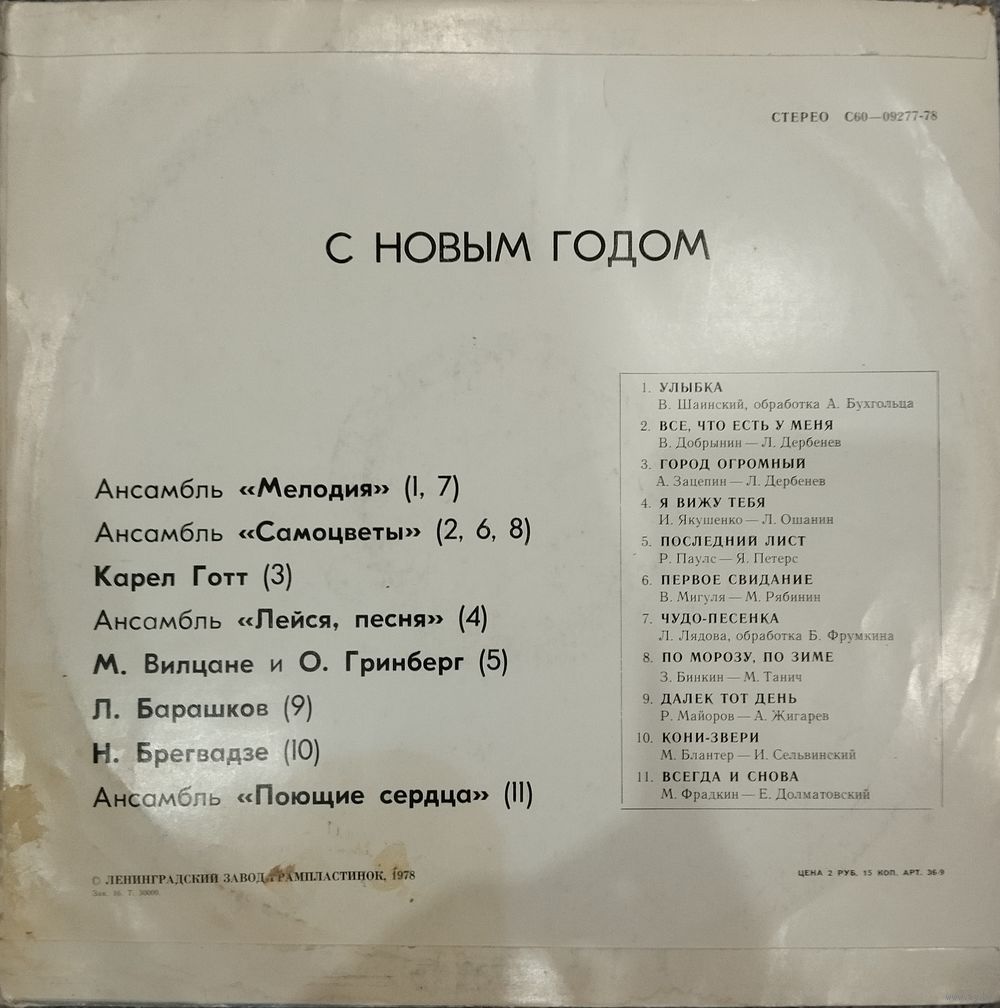 СТЕРЕО С60—09277-78
С НОВЫМ ГОДОМ
Ансамбль «Мелодия» (1, 7)
Ансамбль «Самоцветы» (2, 6, 8)
Карел Готт (3)
Ансамбль «Лейся, песня» (4)
М. Вилцане и О. Гринберг (5)
Л. Барашков (9)
Н. Брегвадзе (10)
Ансамбль «Поющие сердца» (11)
1. УЛЫБКА
В. Шаинский, обработка А. Бухгольца
2. ВСЕ, ЧТО ЕСТЬ У МЕНЯ
В. Добрынин — Л. Дербенев
3. ГОРОД ОГРОМНЫЙ
А. Зацепин — Л. Дербенев
4. Я ВИЖУ ТЕБЯ
И. Якушенко — Л. Ошанин
5. ПОСЛЕДНИЙ ЛИСТ
Р. Паулс — Я. Петерс
6. ПЕРВОЕ СВИДАНИЕ
В. Мигуля — М. Рябинин
7. ЧУДО-ПЕСЕНКА
Л. Лядова, обработка Б. Фрумкина
8. ПО МОРОЗУ, ПО ЗИМЕ
З. Бинкин — М. Танич
9. ДАЛЕК ТОТ ДЕНЬ
Р. Майоров — А. Жигарев
10. КОНИ-ЗВЕРИ
М. Блантер — И. Сельвинский
11. ВСЕГДА И СНОВА
М. Фрадкин — Е. Долматовский
© ЛЕНИНГРАДСКИЙ ЗАВОД ГРАМПЛАСТИНОК, 1978
Зак. 16. Т. 30000.
ЦЕНА 2 РУБ. 15 КОП. АРТ. 36-9